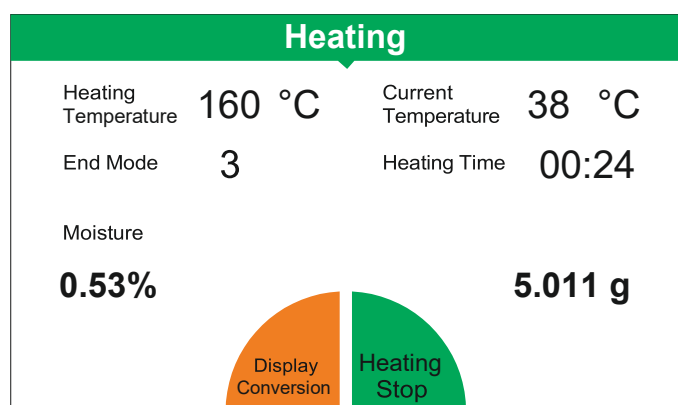 Heating
Heating
Temperature
160 °C
Current
Temperature
38 °C
End Mode
3
Heating Time
00:24
Moisture
0.53%
5.011 g
Display
Conversion
Heating
Stop